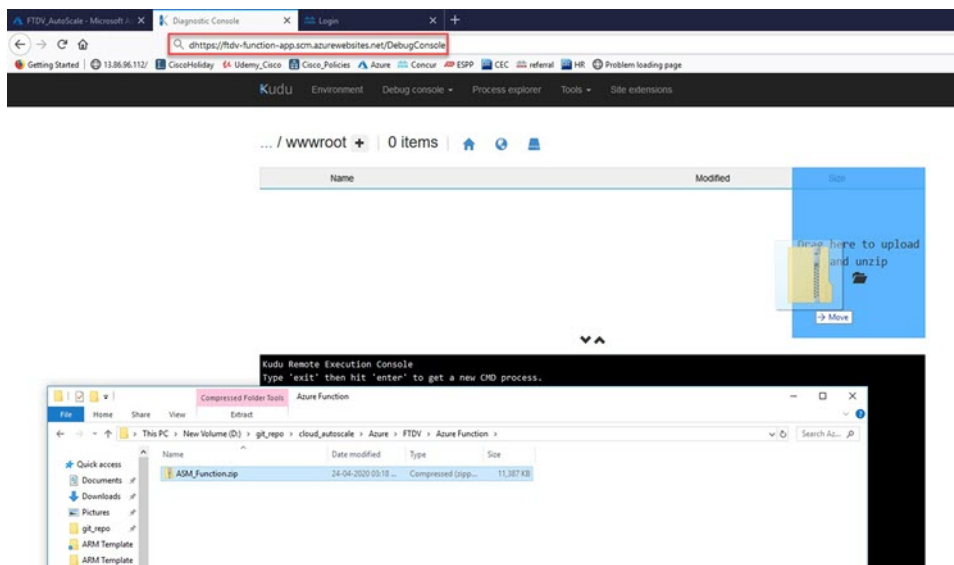 FTDV_AutoScale - Microsoft A
Diagnostic Console
Login
dhttps://ftdv-function-app.scm.azurewebsites.net/DebugConsole
Getting Started
13.86.96.112/
CiscoHoliday
Udemy_Cisco
Cisco_Policies
Azure
Concur
ESPP
CEC
referral
HR
Problem loading page
Kudu
Environment
Debug console
Process explorer
Tools
Site extensions
... / wwwroot + | 0 items
Name
Modified
Size
Drag here to upload
and unzip
→ Move
Kudu Remote Execution Console
Type 'exit' then hit 'enter' to get a new CMD process.
Compressed Folder Tools
Azure Function
File
Home
Share
View
Extract
This PC > New Volume (D:) > git_repo > cloud_autoscale > Azure > FTDV > Azure Function >
Search Az...
Name
Date modified
Type
Size
Quick access
ASM_Function.zip
24-04-2020 03:18 ...
Compressed (zipp...
11,387 KB
Documents
Downloads
Pictures
git_repo
ARM Template
ARM Template